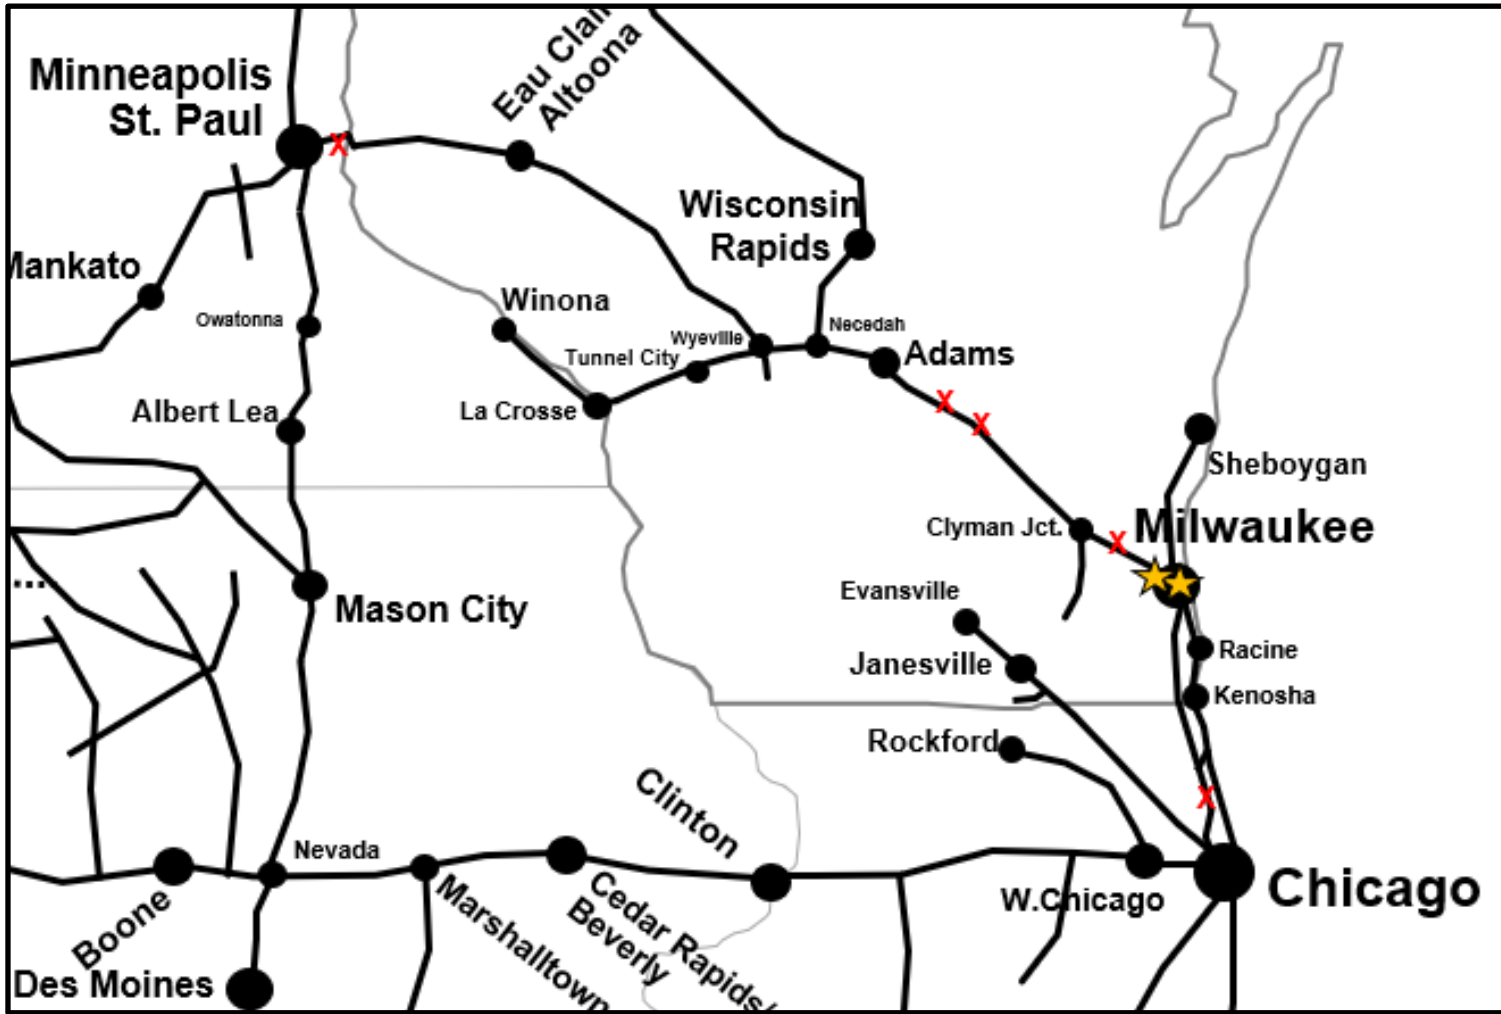 Minneapolis
St. Paul
Eau Clai
Altoona
Wisconsin
Rapids
Mankato
Owatonna
Winona
Tunnel City
Wyeville
Necedah
Adams
Albert Lea
La Crosse
Sheboygan
Clyman Jct.
Milwaukee
Evansville
Mason City
Janesville
Racine
Kenosha
Rockford
Clinton
Nevada
W.Chicago
Chicago
Boone
Marshalltown
Cedar Rapids/
Beverly
Des Moines
X
X
X
X
X